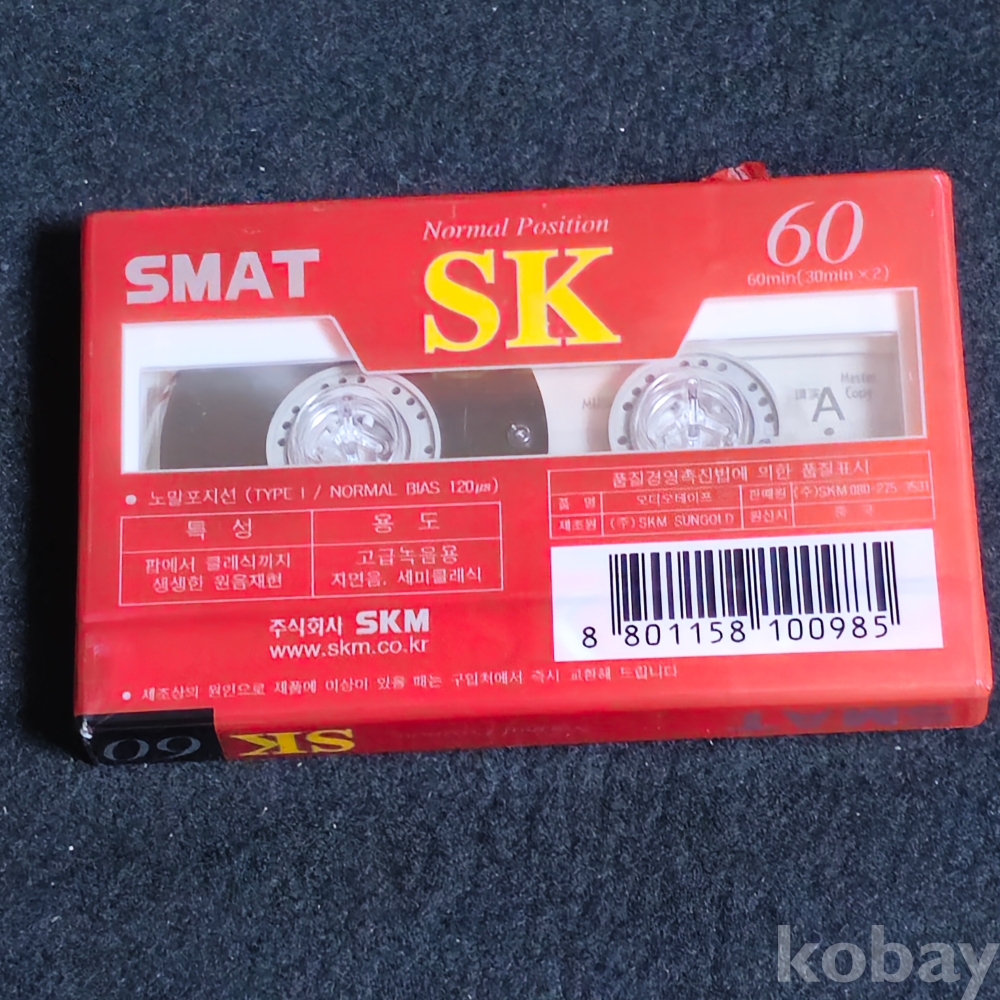 Normal Position
SMAT
SK
60
60min(30min×2)
Master
Copy
A
● 노말포지션 (TYPE I / NORMAL BIAS 120㎲)
특 성 용 도
팝에서 클래식까지
생생한 원음재현
고급녹음용
자연음, 세미클래식
품질경영촉진법에 의한 품질표시
품 명 오디오테이프 판매원 (주)SKM 080-275-3531
제조원 (주) SKM SUNGOLD 원산지 중 국
주식회사 SKM
www.skm.co.kr
8 801158 100985
● 제조상의 원인으로 제품에 이상이 있을 때는 구입처에서 즉시 교환해 드립니다
60 SK SMAT
kobay